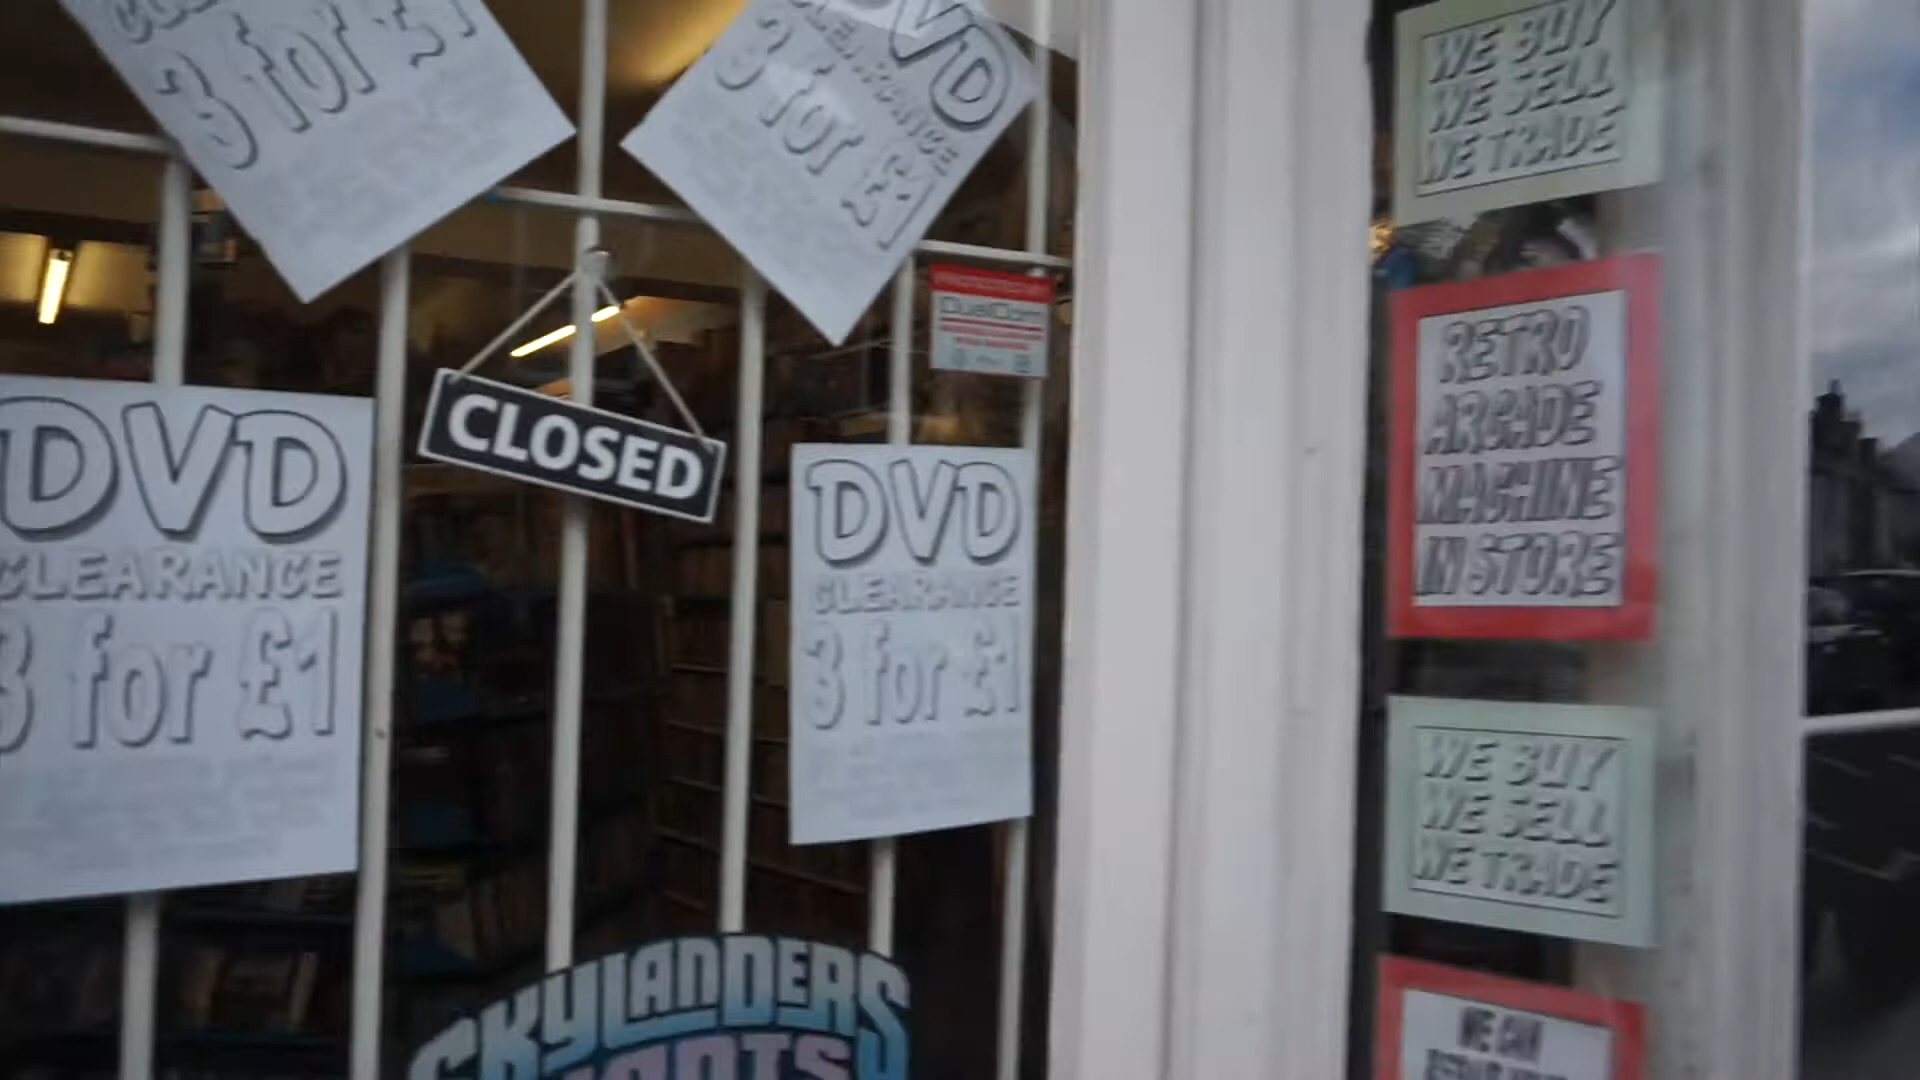 3 for £1
DVD
CLEARANCE
3 for £1
DualCom
CLOSED
DVD
CLEARANCE
3 for £1
DVD
CLEARANCE
3 for £1
SKYLANDERS
WE BUY
WE SELL
WE TRADE
RETRO
ARCADE
MACHINE
IN STORE
WE BUY
WE SELL
WE TRADE
WE CAN